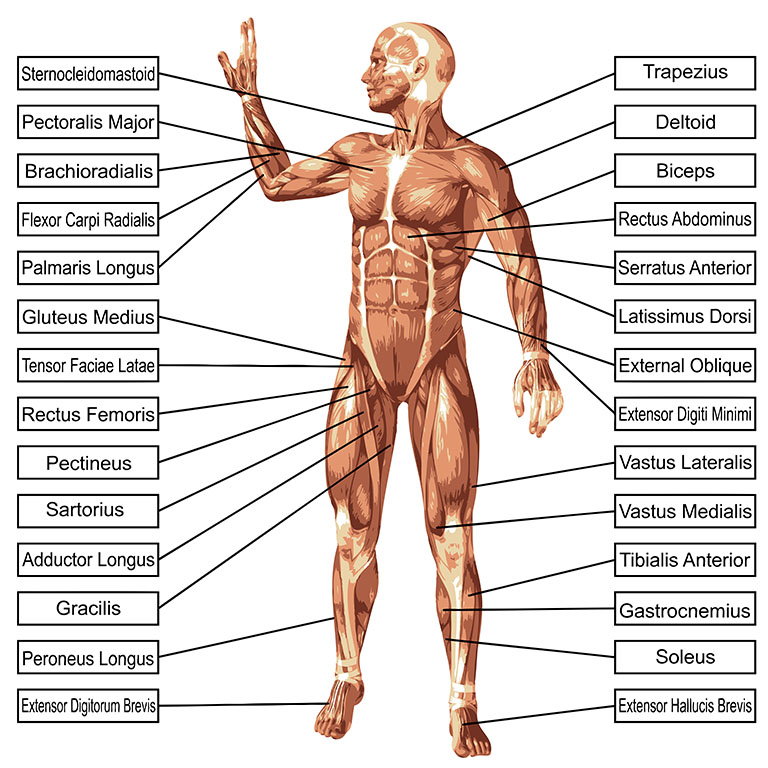 Sternocleidomastoid
Pectoralis Major
Brachioradialis
Flexor Carpi Radialis
Palmaris Longus
Gluteus Medius
Tensor Faciae Latae
Rectus Femoris
Pectineus
Sartorius
Adductor Longus
Gracilis
Peroneus Longus
Extensor Digitorum Brevis
Trapezius
Deltoid
Biceps
Rectus Abdominus
Serratus Anterior
Latissimus Dorsi
External Oblique
Extensor Digiti Minimi
Vastus Lateralis
Vastus Medialis
Tibialis Anterior
Gastrocnemius
Soleus
Extensor Hallucis Brevis